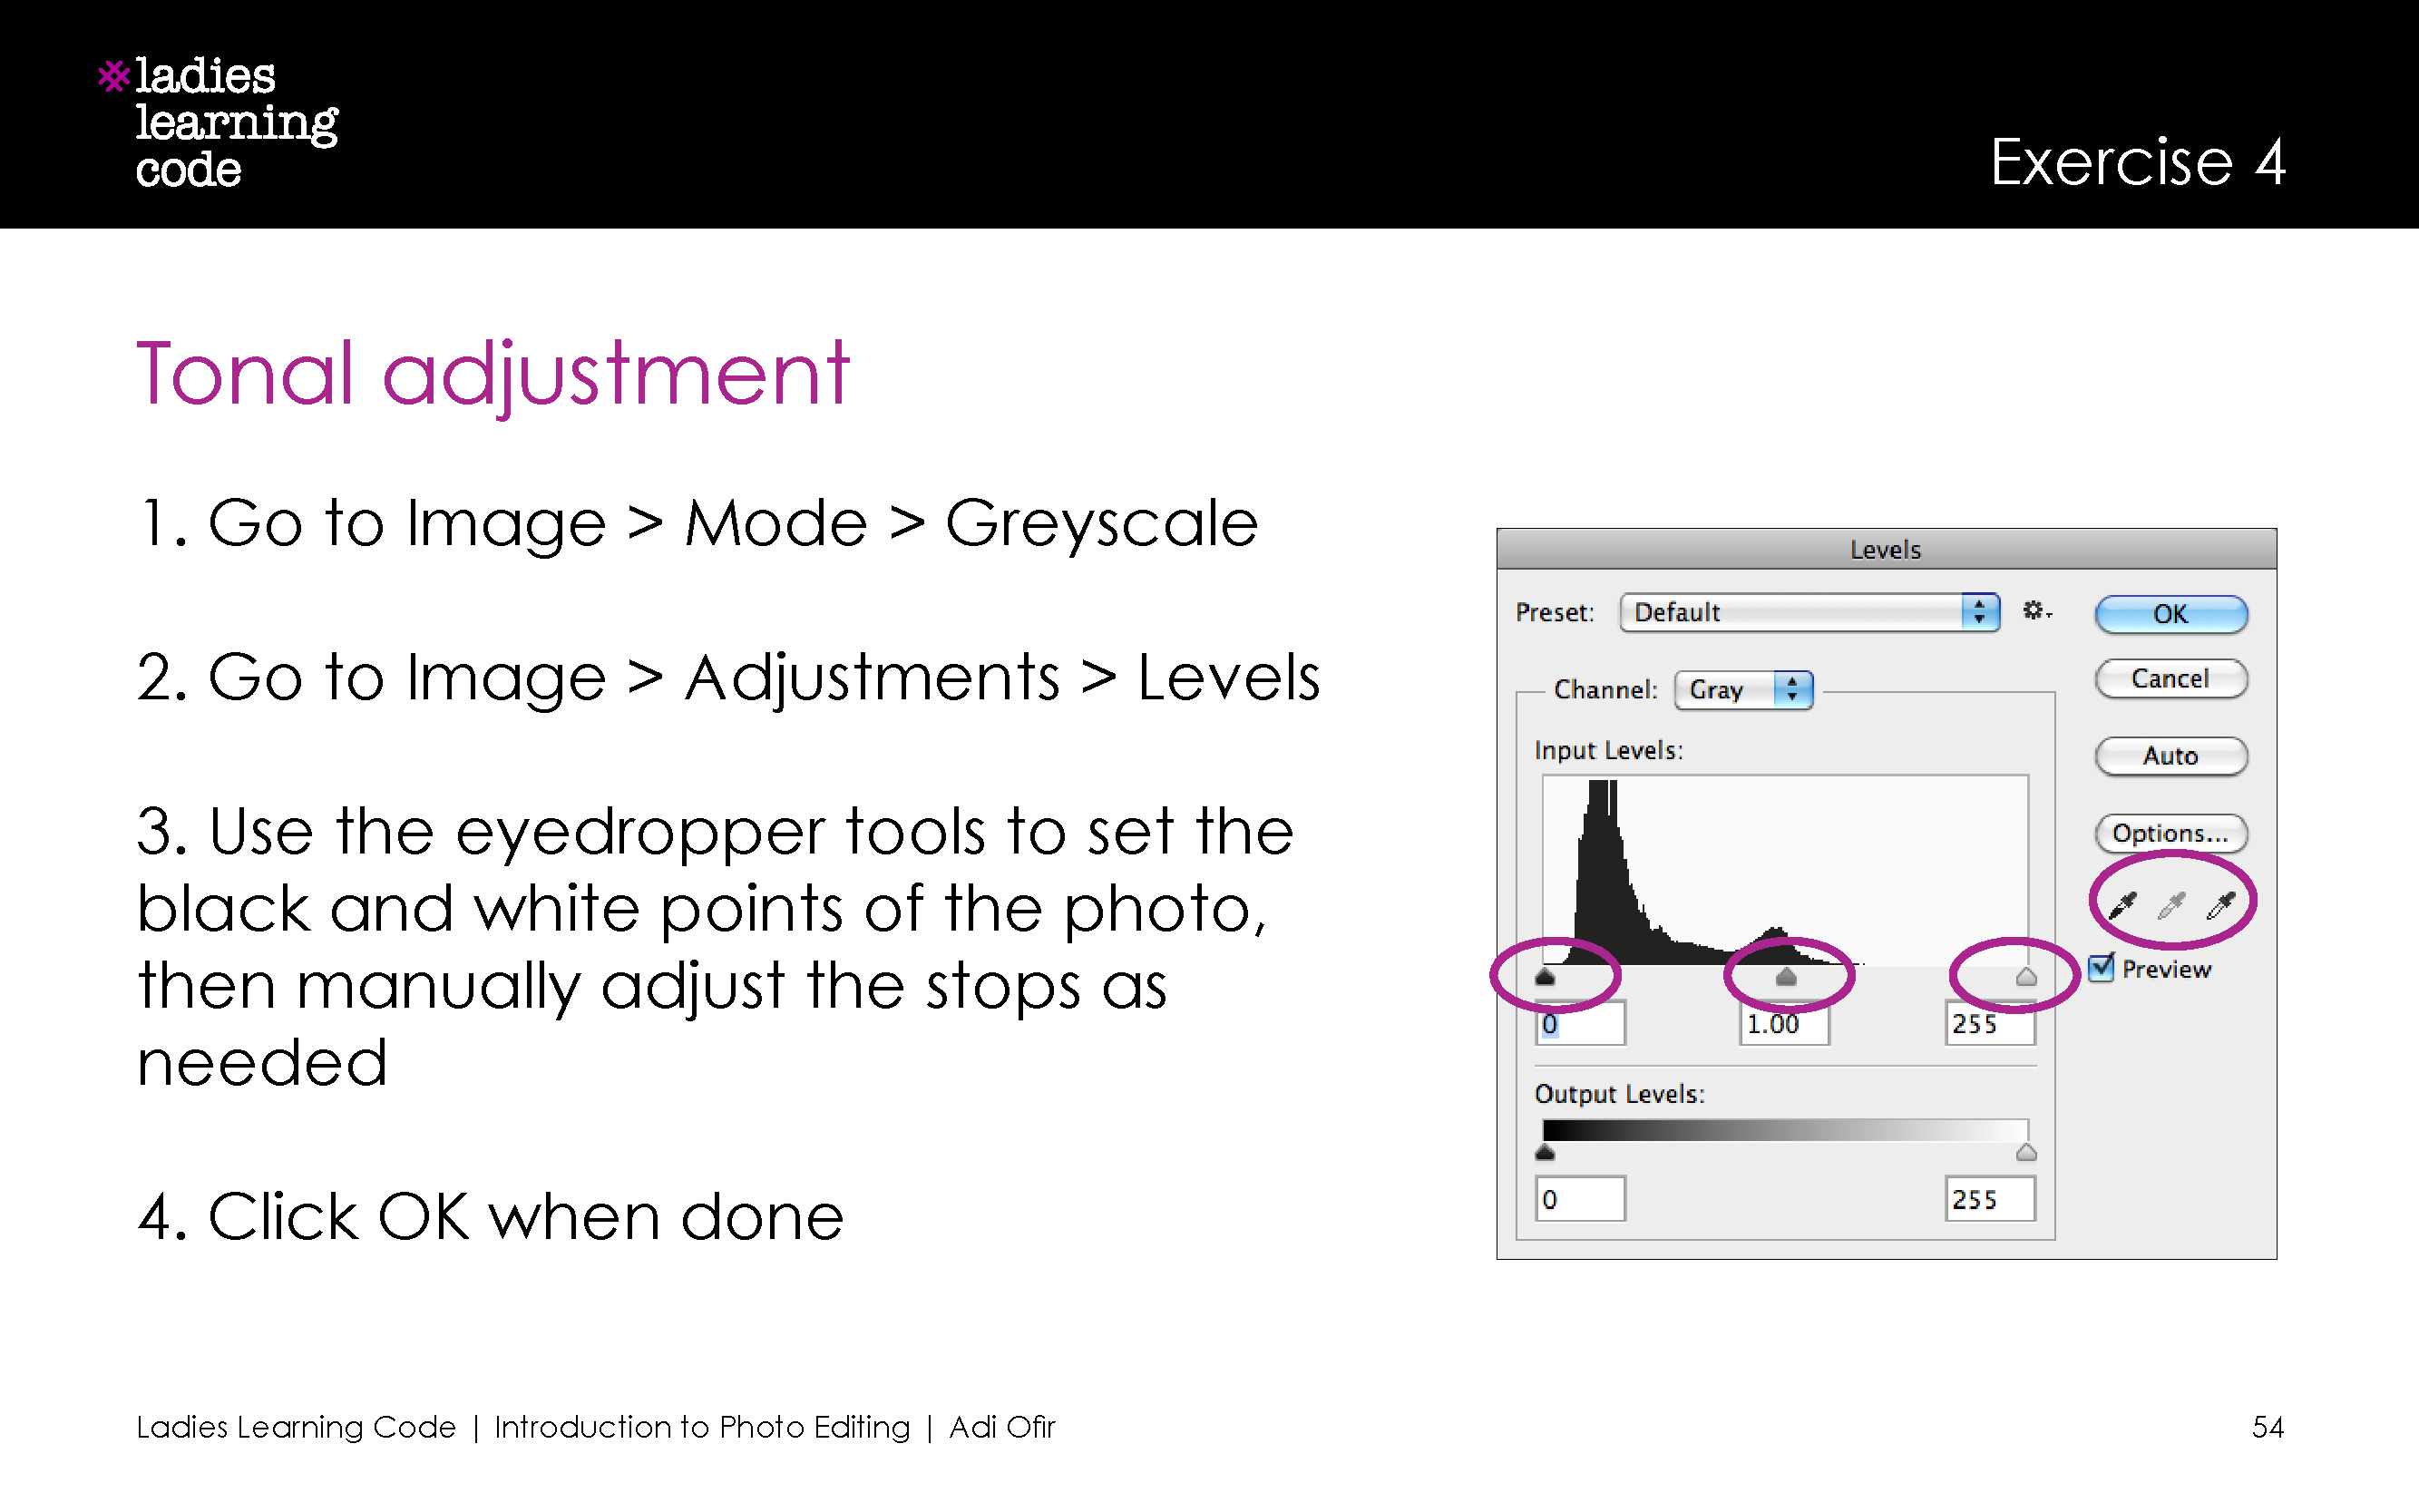 ladies
learning
code
Exercise 4
Tonal adjustment
1. Go to Image > Mode > Greyscale
2. Go to Image > Adjustments > Levels
3. Use the eyedropper tools to set the
black and white points of the photo,
then manually adjust the stops as
needed
4. Click OK when done
Levels
Preset: Default
OK
Cancel
Channel: Gray
Input Levels:
Auto
Options...
Preview
0 1.00 255
Output Levels:
0 255
Ladies Learning Code | Introduction to Photo Editing | Adi Ofir
54